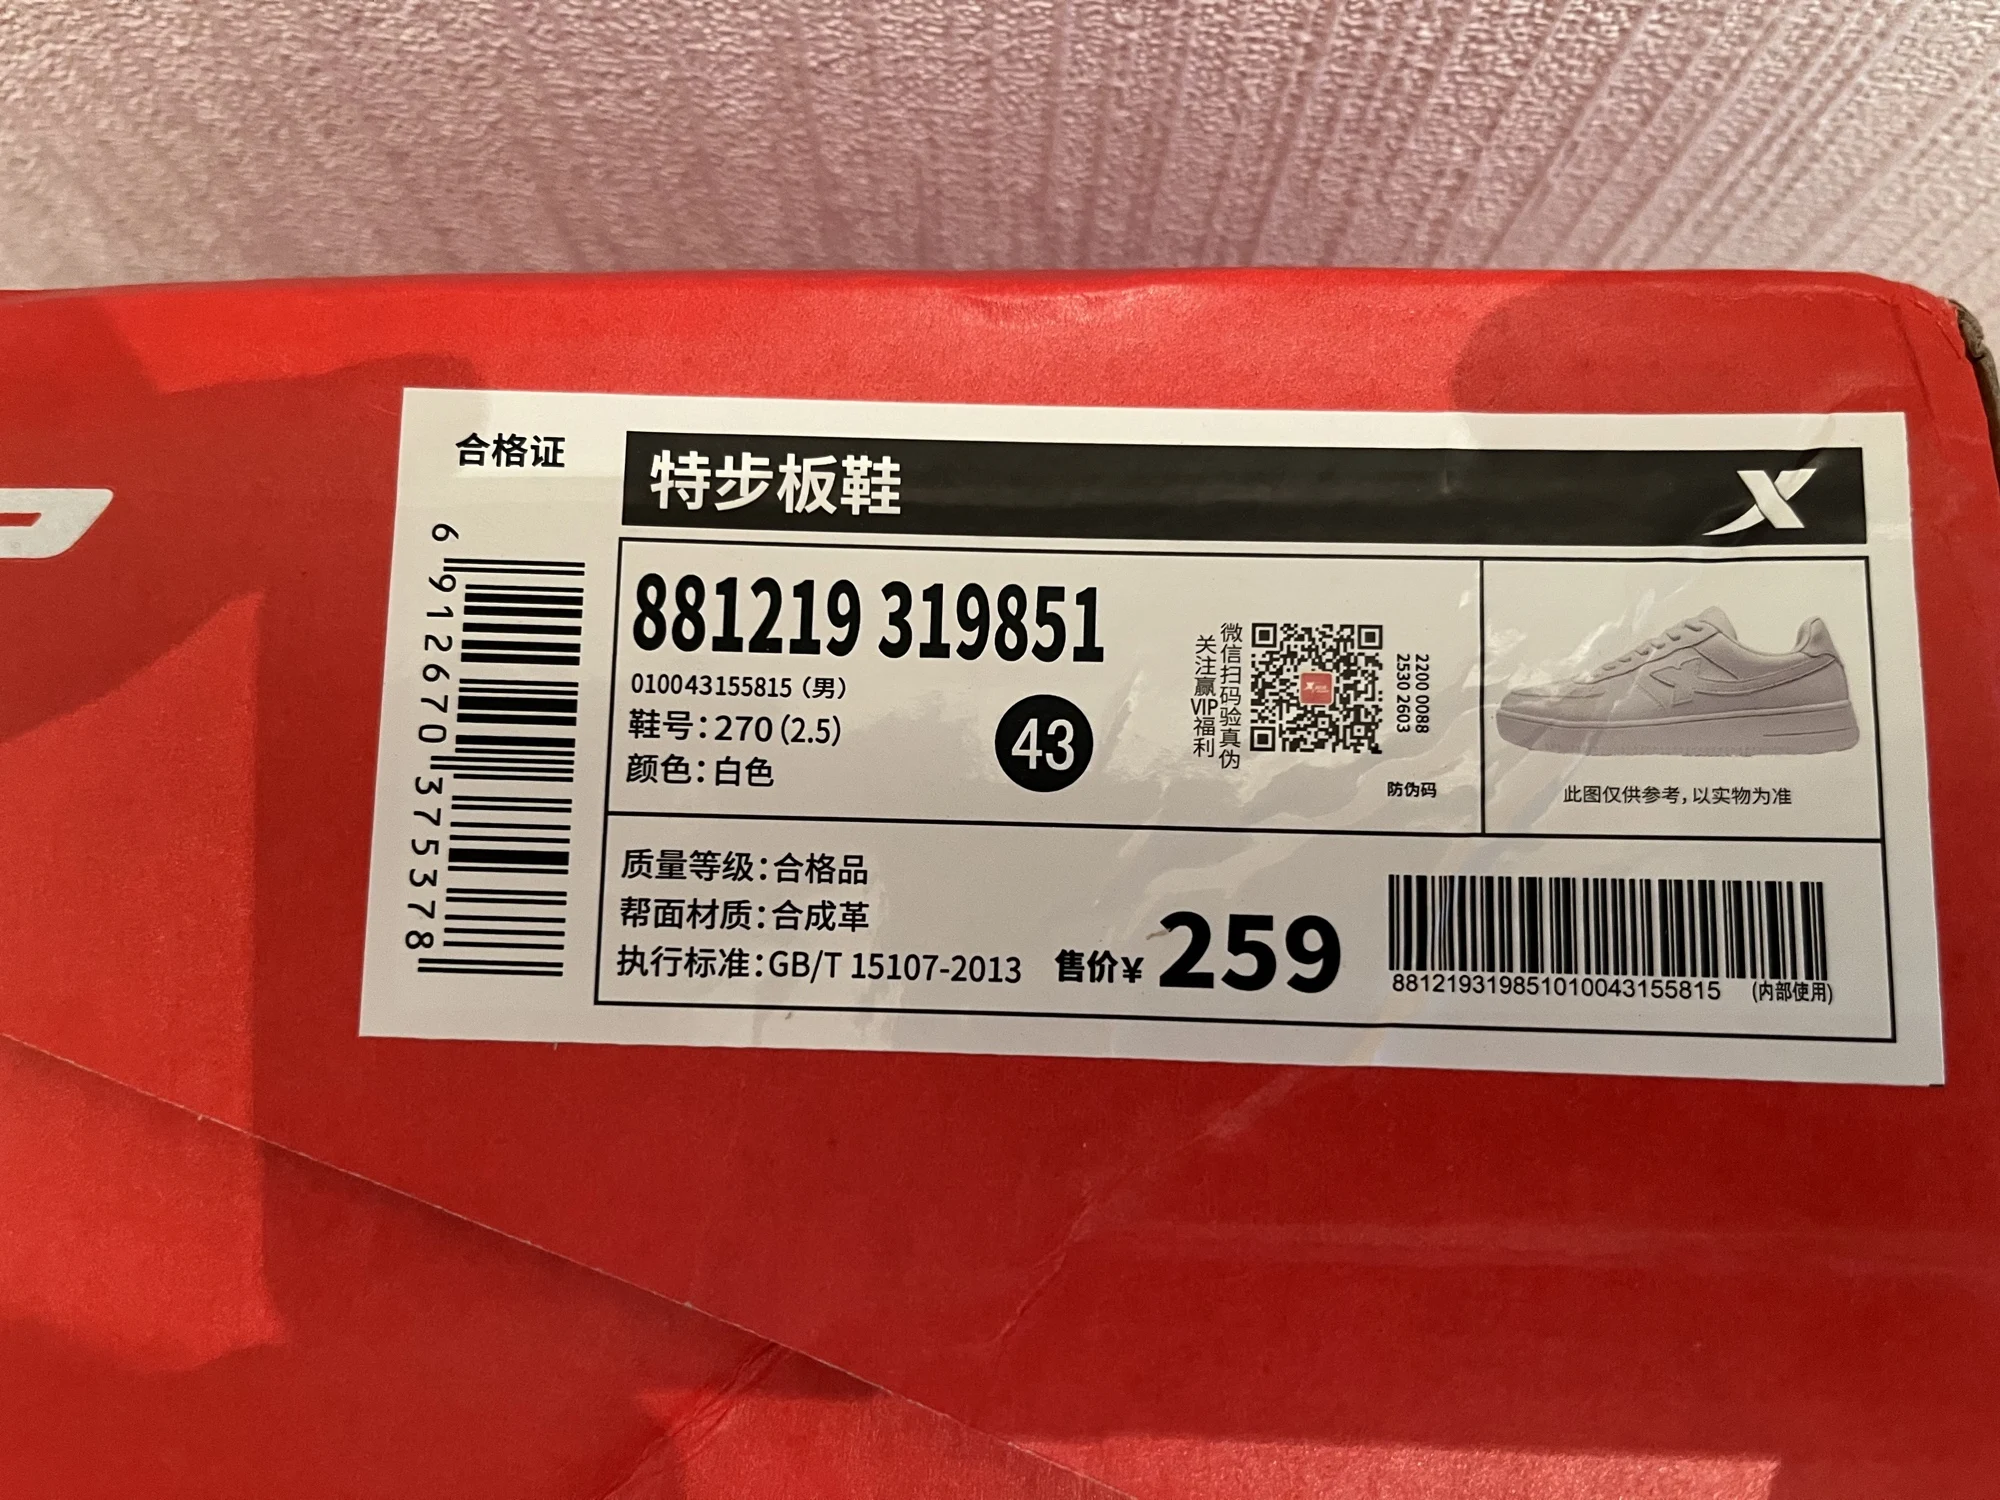 合格证
6 912670 375378
特步板鞋
881219 319851
010043155815（男）
鞋号：270（2.5）
颜色：白色
43
微信扫码验真伪
关注赢VIP福利
2200 0088
2530 2603
防伪码
此图仅供参考，以实物为准
质量等级：合格品
帮面材质：合成革
执行标准：GB/T 15107-2013
售价¥ 259
881219319851010043155815
(内部使用)